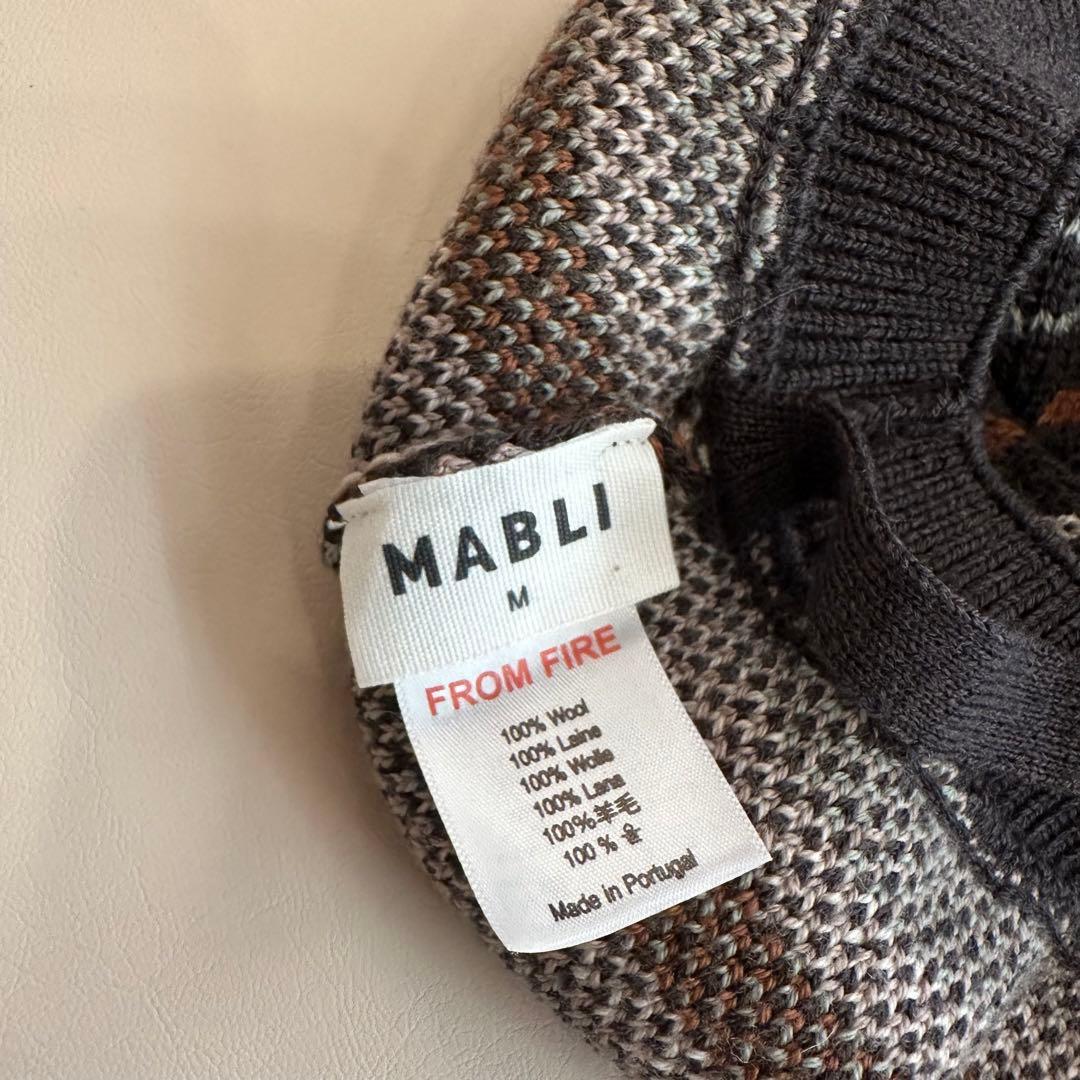 MABLI
M
FROM FIRE
100% Wool
100% Laine
100% Wolle
100% Lana
100%羊毛
100 % 울
Made in Portugal